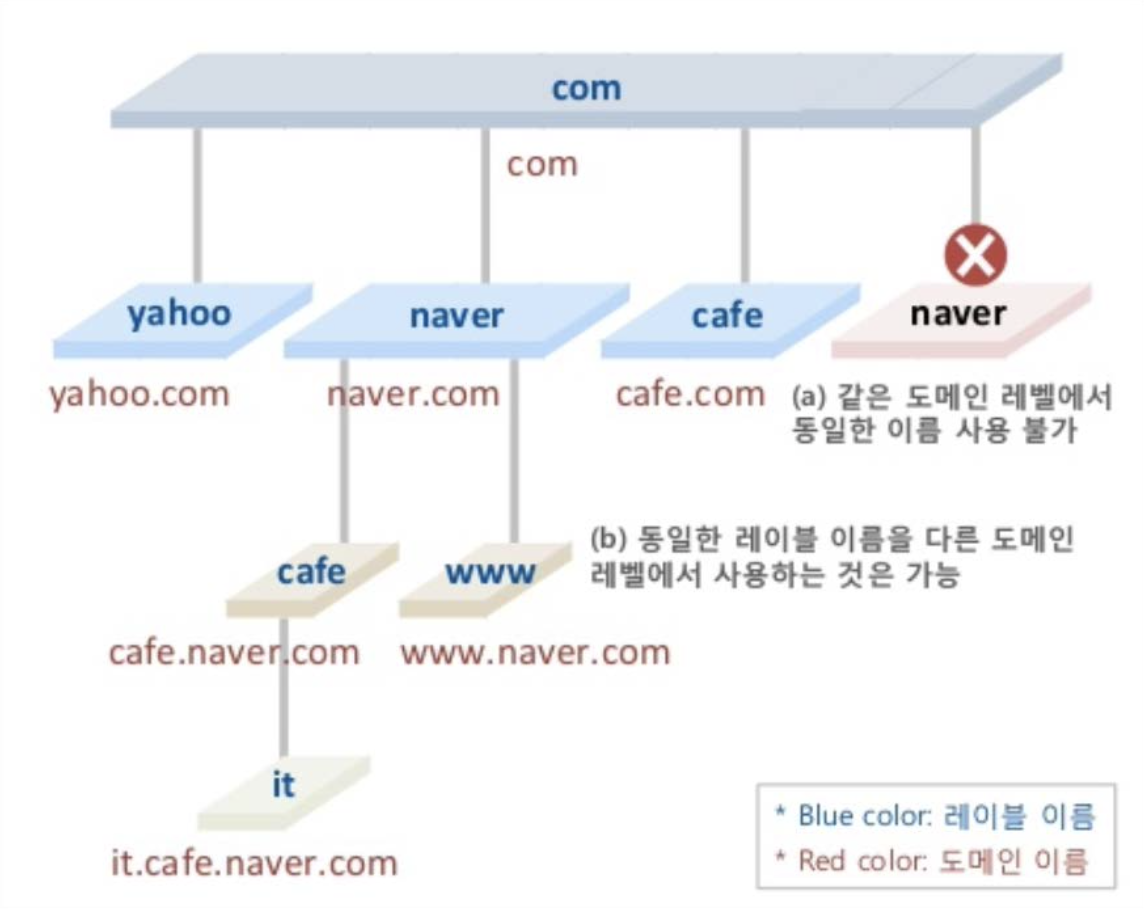 com
com
yahoo
naver
cafe
naver
yahoo.com
naver.com
cafe.com
(a) 같은 도메인 레벨에서
동일한 이름 사용 불가
(b) 동일한 레이블 이름을 다른 도메인
레벨에서 사용하는 것은 가능
cafe
www
cafe.naver.com
www.naver.com
it
it.cafe.naver.com
* Blue color: 레이블 이름
* Red color: 도메인 이름